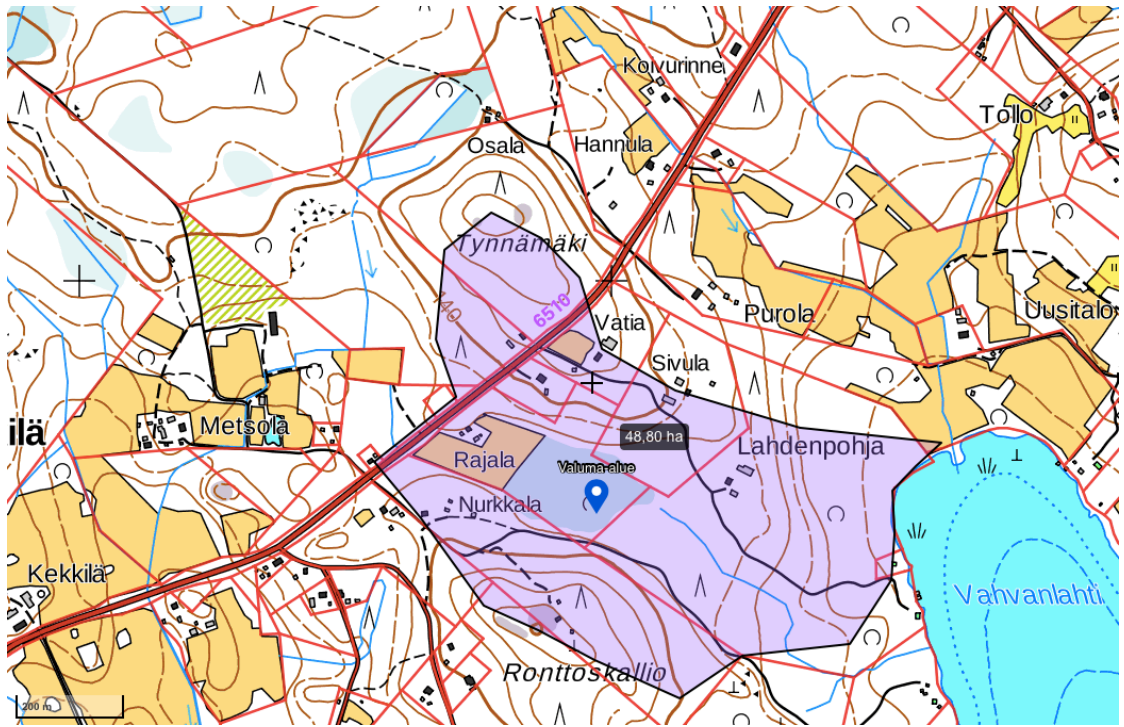 Koivurinne
Tollo
Osala
Hannula
Tynnämäki
140
6510
Vatia
Purola
Uusitalo
Sivula
ilä
Metsola
48,80 ha
Lahdenpohja
Rajala
Valuma-alue
Nurkkala
Kekkilä
Vahvanlahti
Ronttoskallio
200 m